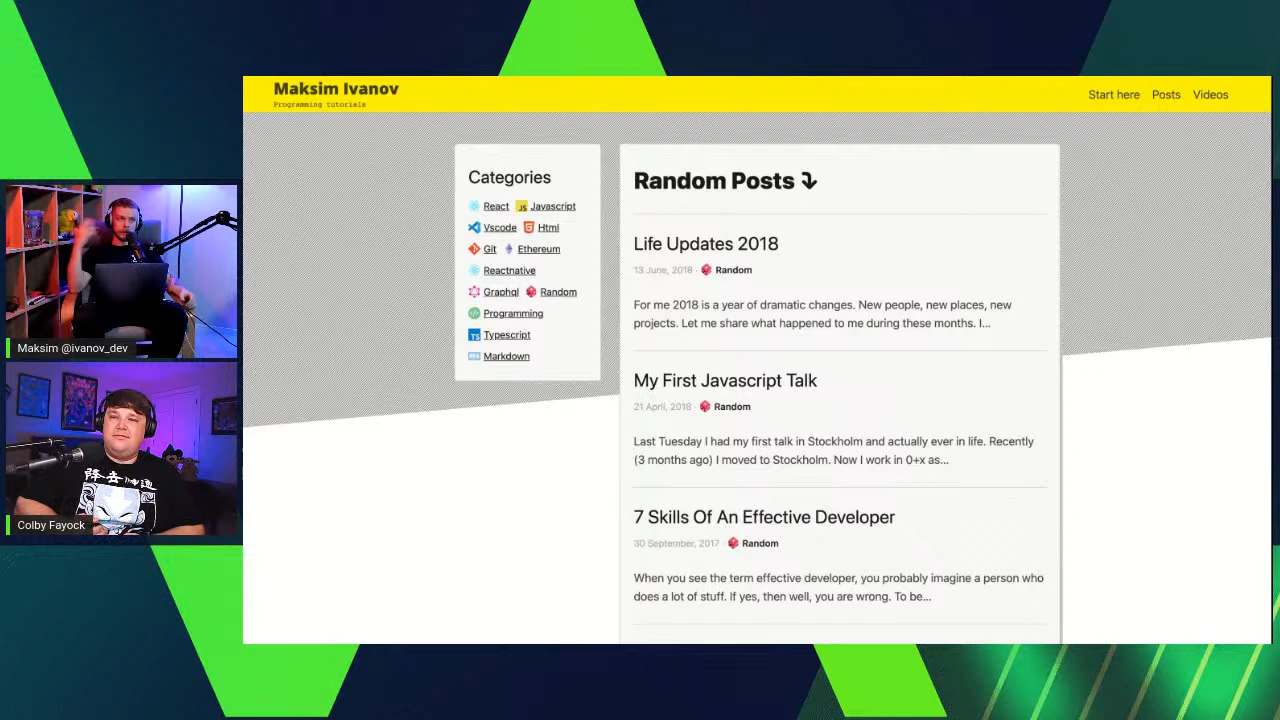 Maksim Ivanov
Programming tutorials
Start here Posts Videos
Categories
React Javascript
Vscode Html
Git Ethereum
Reactnative
Graphql Random
Programming
Typescript
Markdown
Random Posts ⤵
Life Updates 2018
13 June, 2018 · Random
For me 2018 is a year of dramatic changes. New people, new places, new
projects. Let me share what happened to me during these months. I...
My First Javascript Talk
21 April, 2018 · Random
Last Tuesday I had my first talk in Stockholm and actually ever in life. Recently
(3 months ago) I moved to Stockholm. Now I work in 0+x as...
7 Skills Of An Effective Developer
30 September, 2017 · Random
When you see the term effective developer, you probably imagine a person who
does a lot of stuff. If yes, then well, you are wrong. To be...
Maksim @ivanov_dev
Colby Fayock
JS
TS